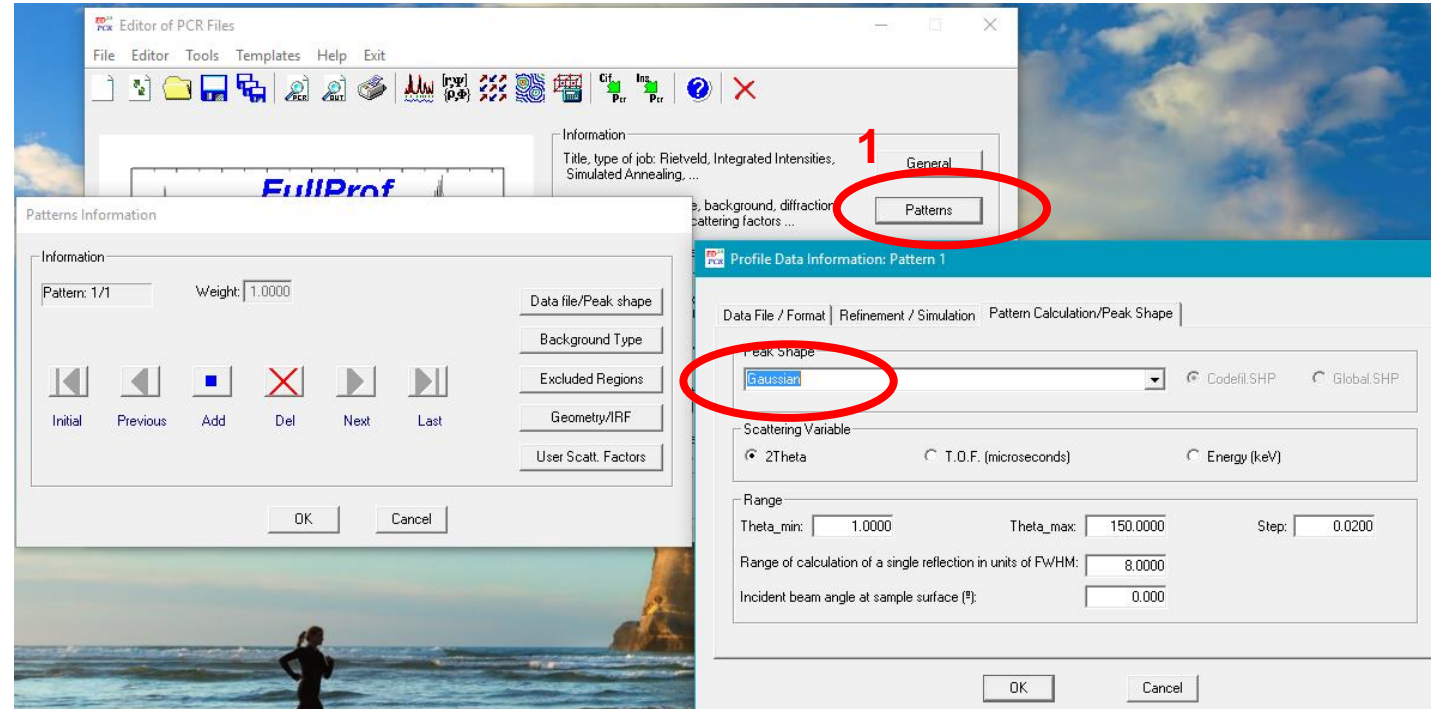 Editor of PCR Files
File Editor Tools Templates Help Exit
Information
Title, type of job: Rietveld, Integrated Intensities,
Simulated Annealing, ...
1
General
FullProf
, background, diffraction
scattering factors ...
Patterns
Patterns Information
Information
Pattern: 1/1 Weight: 1.0000
Data file/Peak shape
Background Type
Excluded Regions
Geometry/IRF
User Scatt. Factors
Initial Previous Add Del Next Last
OK Cancel
Profile Data Information: Pattern 1
Data File / Format Refinement / Simulation Pattern Calculation/Peak Shape
Peak Shape
Gaussian
Codefil.SHP Global.SHP
Scattering Variable
2Theta T.O.F. (microseconds) Energy (keV)
Range
Theta_min: 1.0000 Theta_max: 150.0000 Step: 0.0200
Range of calculation of a single reflection in units of FWHM: 8.0000
Incident beam angle at sample surface (º): 0.000
OK Cancel